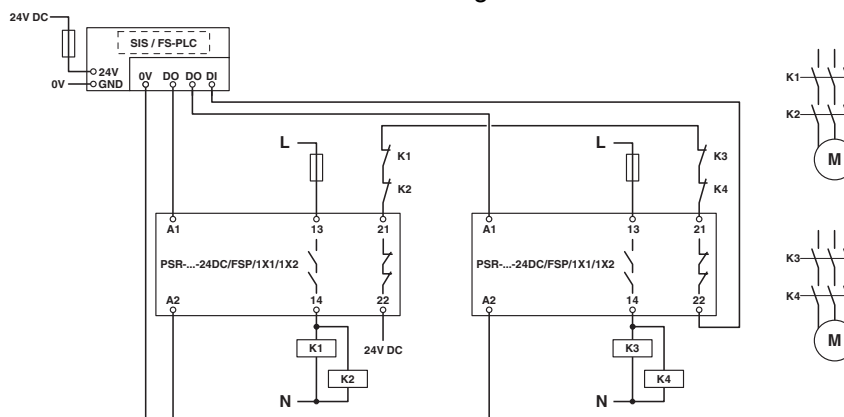 24V DC
SIS / FS-PLC
24V
0V
GND
0V DO DO DI
K1
K2
M
L
K1
K2
L
K3
K4
A1 13 21
A1 13 21
PSR-...-24DC/FSP/1X1/1X2
PSR-...-24DC/FSP/1X1/1X2
K3
K4
M
A2 14 22
A2 14 22
K1
24V DC
K3
K2
K4
N
N